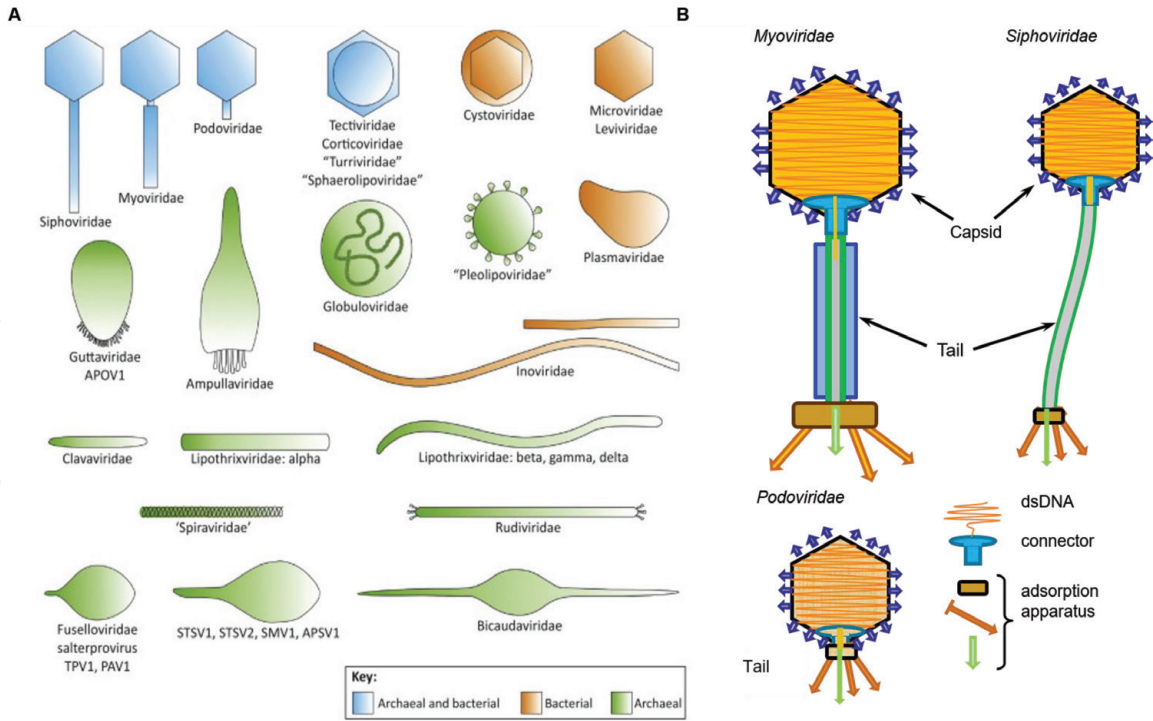 A
Siphoviridae
Myoviridae
Podoviridae
Tectiviridae
Corticoviridae
“Turriviridae”
“Sphaerolipoviridae”
Cystoviridae
Microviridae
Leviviridae
Guttaviridae
APOV1
Ampullaviridae
Globuloviridae
“Pleolipoviridae”
Plasmaviridae
Inoviridae
Clavaviridae
Lipothrixviridae: alpha
Lipothrixviridae: beta, gamma, delta
‘Spiraviridae’
Rudiviridae
Fuselloviridae
salterprovirus
TPV1, PAV1
STSV1, STSV2, SMV1, APSV1
Bicaudaviridae
Key:
Archaeal and bacterial
Bacterial
Archaeal
B
Myoviridae
Siphoviridae
Capsid
Tail
Podoviridae
Tail
dsDNA
connector
adsorption
apparatus